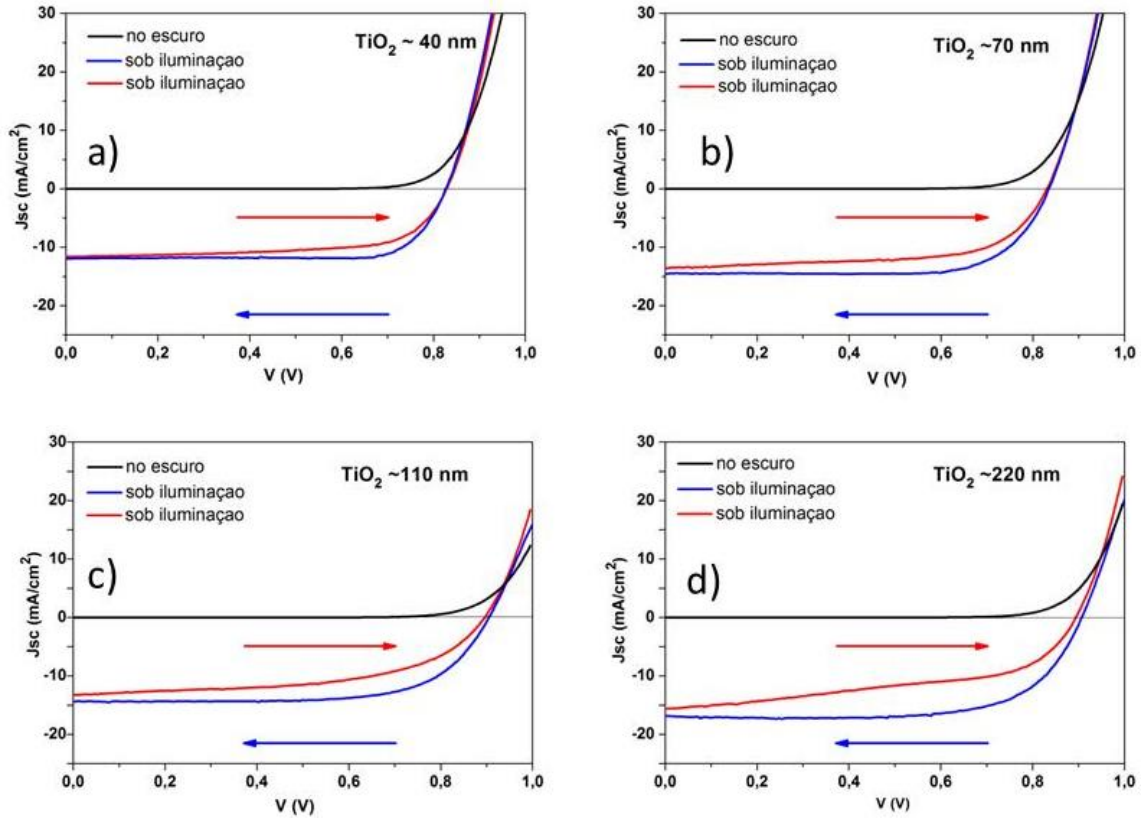 a)
TiO2 ~ 40 nm
no escuro
sob iluminaçao
sob iluminaçao
Jsc (mA/cm2)
30
20
10
0
-10
-20
0,0 0,2 0,4 0,6 0,8 1,0
V (V)
b)
TiO2 ~70 nm
no escuro
sob iluminaçao
sob iluminaçao
Jsc (mA/cm2)
30
20
10
0
-10
-20
0,0 0,2 0,4 0,6 0,8 1,0
V (V)
c)
TiO2 ~110 nm
no escuro
sob iluminaçao
sob iluminaçao
Jsc (mA/cm2)
30
20
10
0
-10
-20
0,0 0,2 0,4 0,6 0,8 1,0
V (V)
d)
TiO2 ~220 nm
no escuro
sob iluminaçao
sob iluminaçao
Jsc (mA/cm2)
30
20
10
0
-10
-20
0,0 0,2 0,4 0,6 0,8 1,0
V (V)